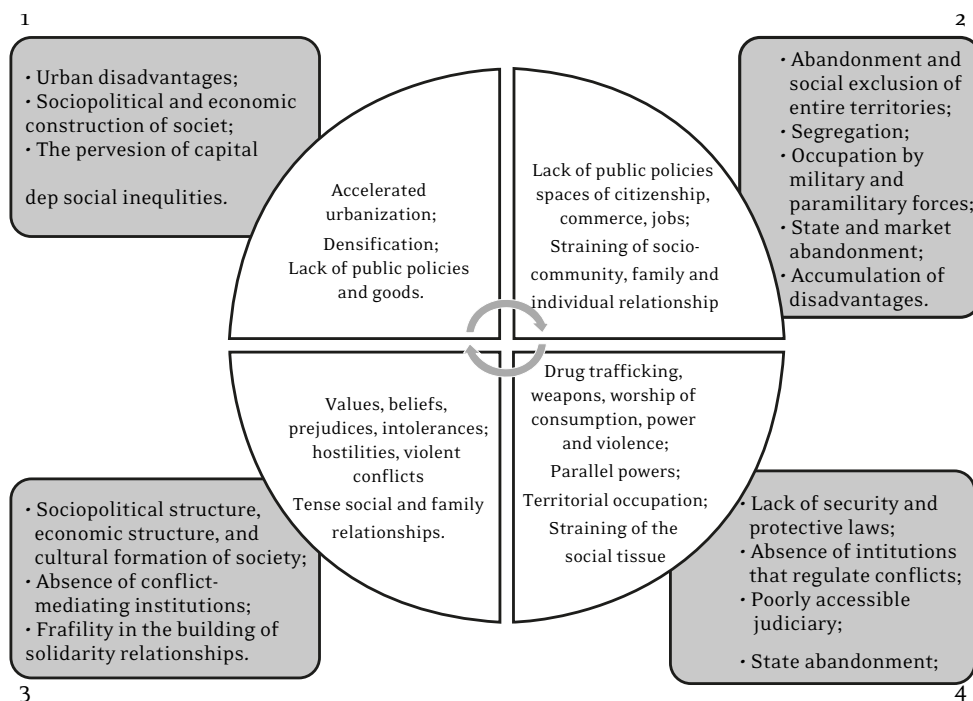 1
· Urban disadvantages;
· Sociopolitical and economic
construction of societ;
· The pervesion of capital
dep social inequlities.
Accelerated
urbanization;
Densification;
Lack of public policies
and goods.
2
· Abandonment and
social exclusion of
entire territories;
· Segregation;
· Occupation by
military and
paramilitary forces;
· State and market
abandonment;
· Accumulation of
disadvantages.
Lack of public policies
spaces of citizenship,
commerce, jobs;
Straining of socio-
community, family and
individual relationship
Values, beliefs,
prejudices, intolerances;
hostilities, violent
conflicts
Tense social and family
relationships.
· Sociopolitical structure,
economic structure, and
cultural formation of society;
· Absence of conflict-
mediating institutions;
· Frafility in the building of
solidarity relationships.
3
Drug trafficking,
weapons, worship of
consumption, power
and violence;
Parallel powers;
Territorial occupation;
Straining of the
social tissue
· Lack of security and
protective laws;
· Absence of intitutions
that regulate conflicts;
· Poorly accessible
judiciary;
· State abandonment;
4